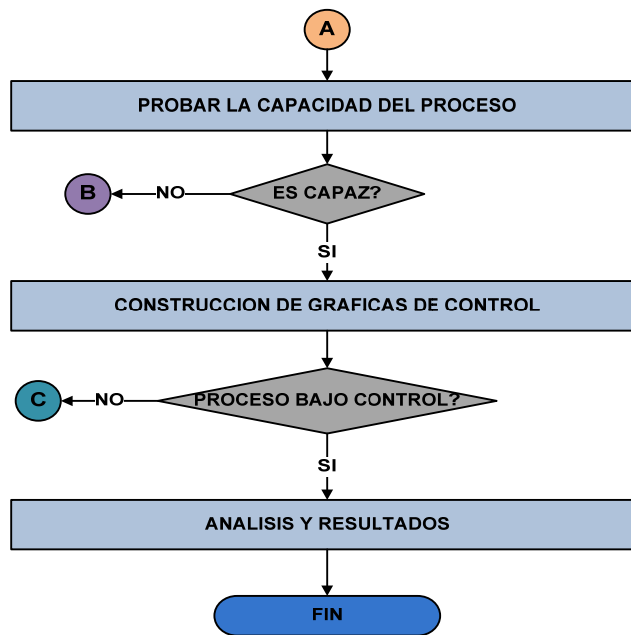 A
PROBAR LA CAPACIDAD DEL PROCESO
B
NO
ES CAPAZ?
SI
CONSTRUCCION DE GRAFICAS DE CONTROL
C
NO
PROCESO BAJO CONTROL?
SI
ANALISIS Y RESULTADOS
FIN